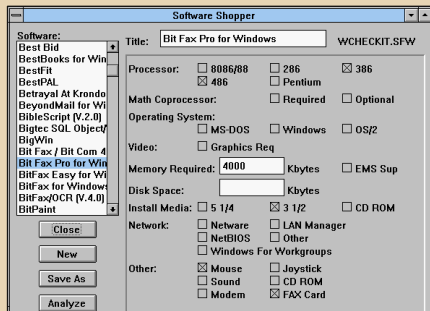 Software Shopper
Software:
Best Bid
BestBooks for Win
BestFit
BestPAL
Betrayal At Krondo
BeyondMail for Wi
BibleScript (V.2.0)
Bigtec SQL Object/
BigWin
Bit Fax / Bit Com 4
Bit Fax Pro for Win
BitFax Easy for Wi
BitFax for Windows
BitFax/OCR (V.4.0)
BitPaint
Close
New
Save As
Analyze
Title: Bit Fax Pro for Windows WCHECKIT.SFW
Processor: 8086/88 286 386
486 Pentium
Math Coprocessor: Required Optional
Operating System:
MS-DOS Windows OS/2
Video: Graphics Req
Memory Required: 4000 Kbytes EMS Sup
Disk Space: Kbytes
Install Media: 5 1/4 3 1/2 CD ROM
Network: Netware LAN Manager
NetBIOS Other
Windows For Workgroups
Other: Mouse Joystick
Sound CD ROM
Modem FAX Card